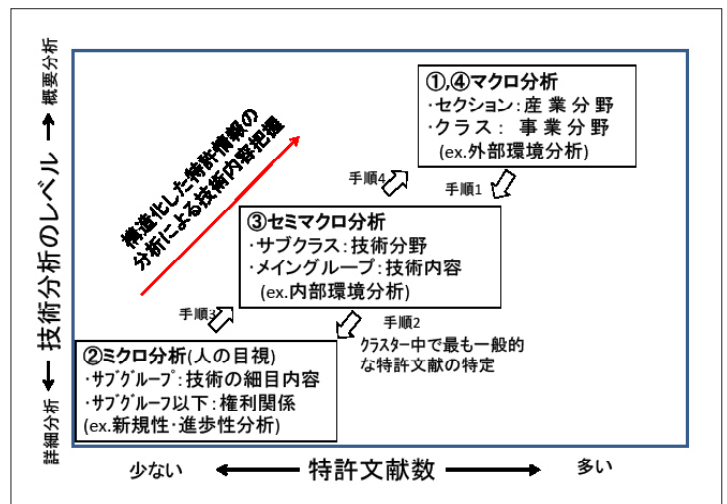 概要分析
技術分析のレベル
詳細分析
構造化した特許情報の
分析による技術内容把握
①,④マクロ分析
・セクション：産業分野
・クラス： 事業分野
(ex.外部環境分析)
手順4
手順1
③セミマクロ分析
・サブクラス：技術分野
・メイングループ：技術内容
(ex.内部環境分析)
手順3
手順2
クラスター中で最も一般的
な特許文献の特定
②ミクロ分析(人の目視)
・サブグループ：技術の細目内容
・サブグループ以下：権利関係
(ex.新規性・進歩性分析)
少ない
特許文献数
多い